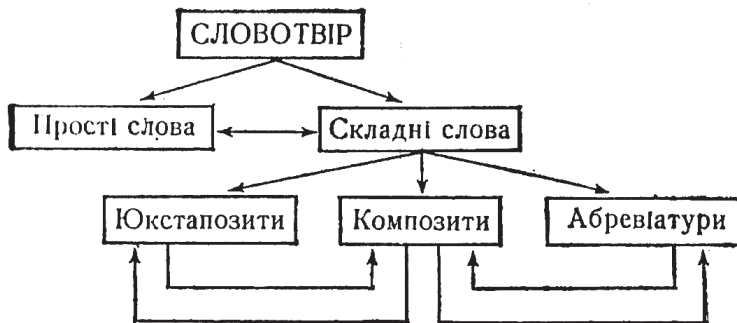 СЛОВОТВІР
Прості слова
Складні слова
Юкстапозити
Композити
Абревіатури